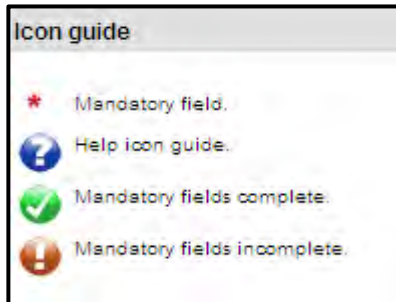 Icon guide
* Mandatory field.
? Help icon guide.
Mandatory fields complete.
! Mandatory fields incomplete.